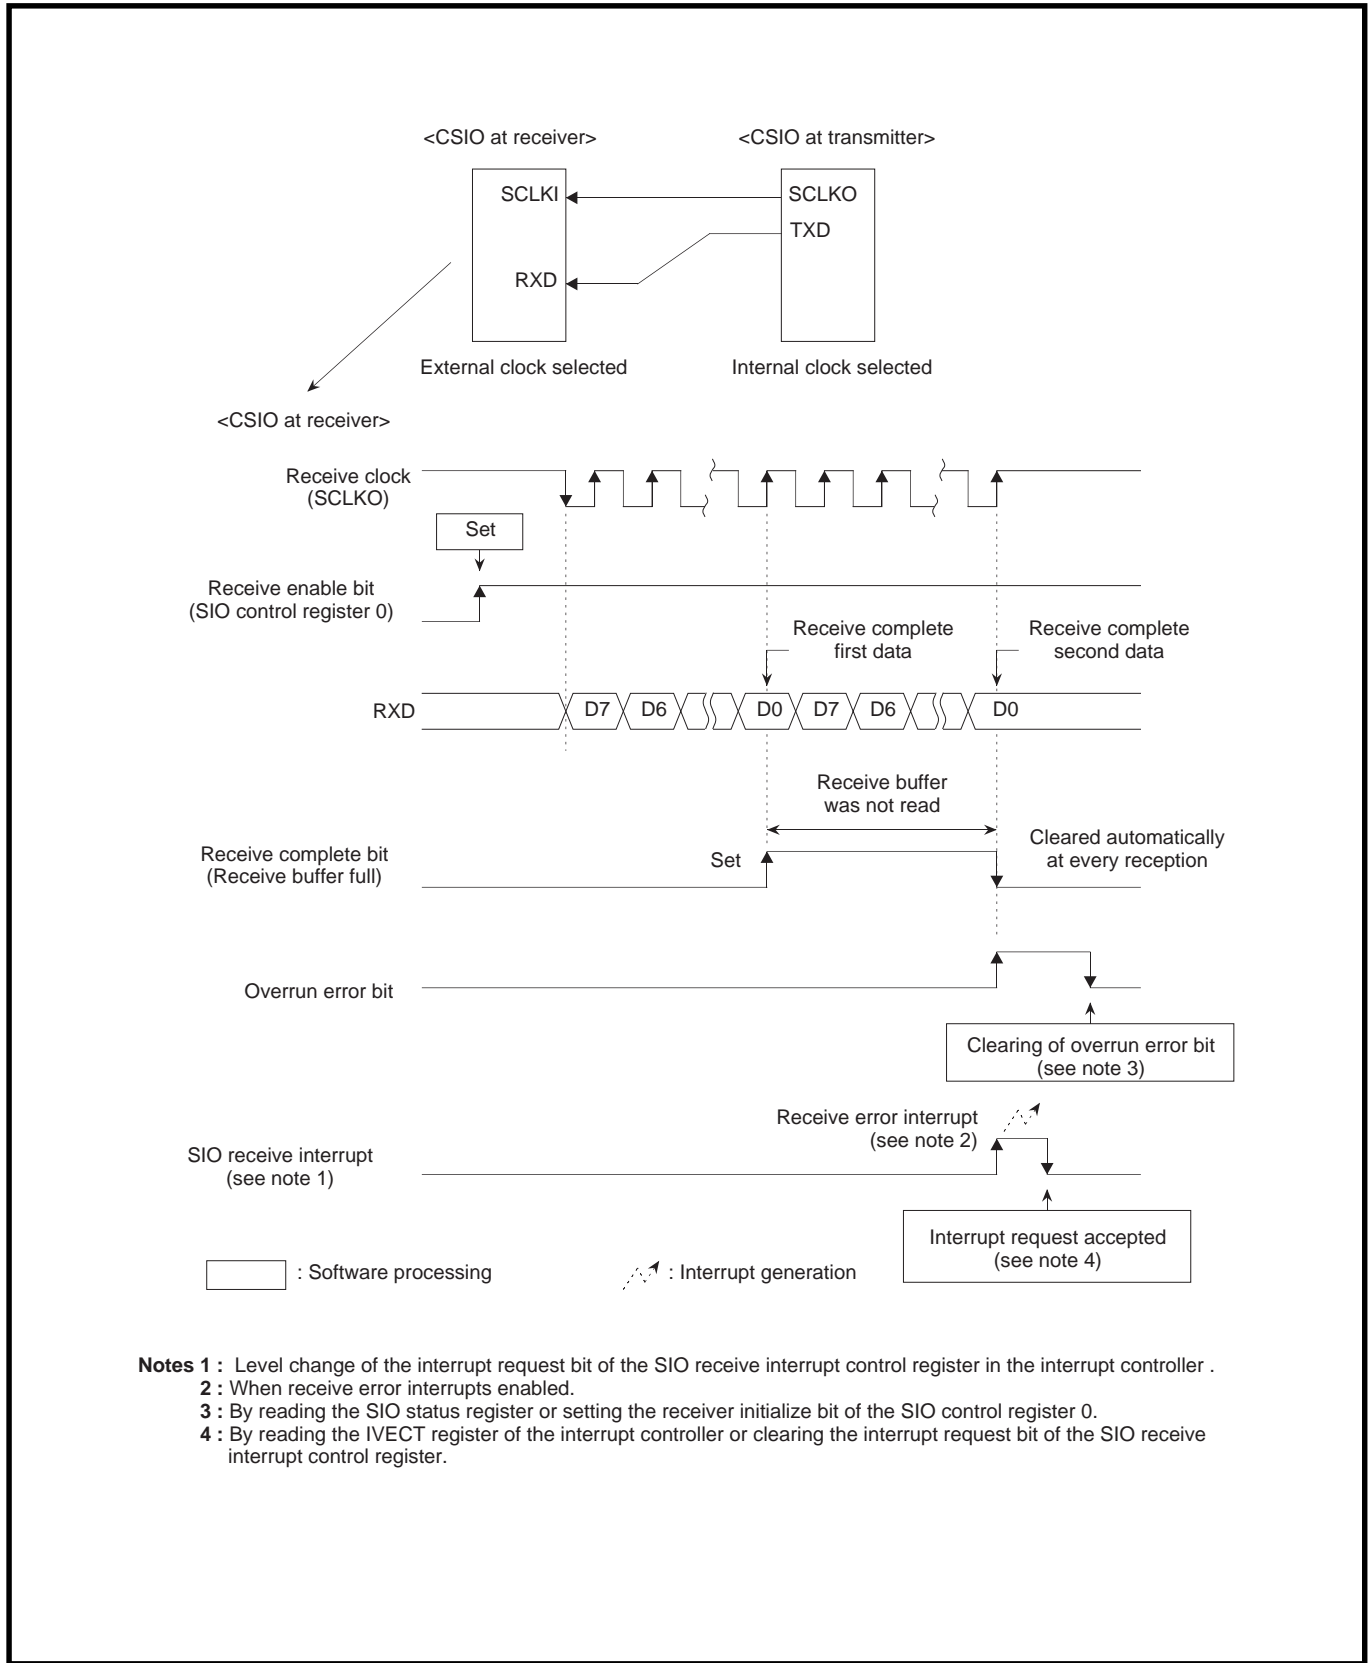 <CSIO at receiver>
<CSIO at transmitter>
SCLKI
SCLKO
TXD
RXD
External clock selected
Internal clock selected
<CSIO at receiver>
Receive clock
(SCLKO)
Set
Receive enable bit
(SIO control register 0)
Receive complete
first data
Receive complete
second data
RXD
D7
D6
D0
D7
D6
D0
Receive buffer
was not read
Receive complete bit
(Receive buffer full)
Set
Cleared automatically
at every reception
Overrun error bit
Clearing of overrun error bit
(see note 3)
Receive error interrupt
(see note 2)
SIO receive interrupt
(see note 1)
Interrupt request accepted
(see note 4)
: Software processing
: Interrupt generation
Notes 1 : Level change of the interrupt request bit of the SIO receive interrupt control register in the interrupt controller .
2 : When receive error interrupts enabled.
3 : By reading the SIO status register or setting the receiver initialize bit of the SIO control register 0.
4 : By reading the IVECT register of the interrupt controller or clearing the interrupt request bit of the SIO receive
interrupt control register.